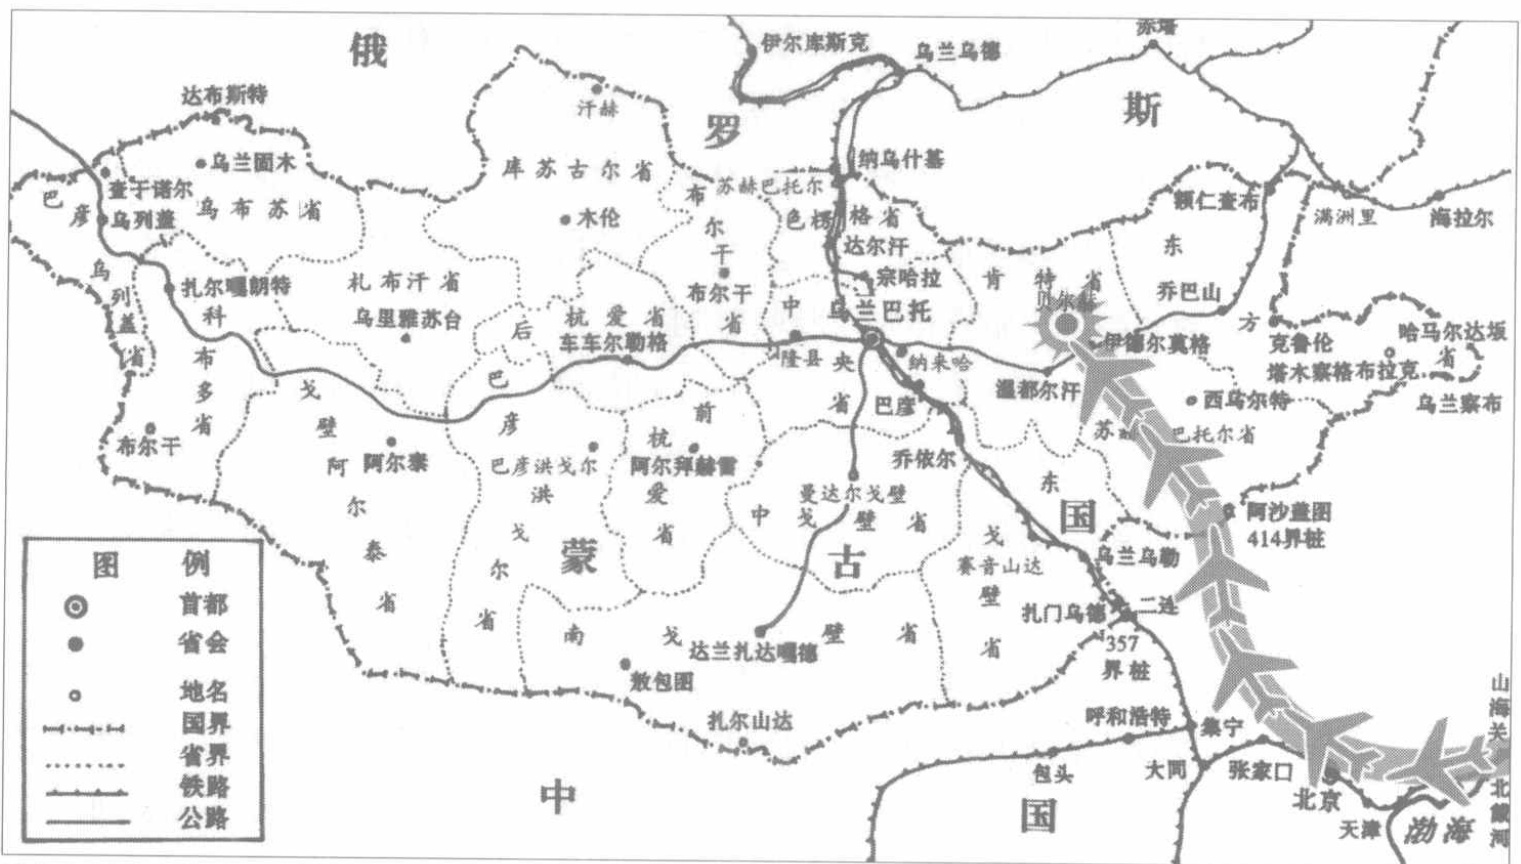 俄
罗
斯
伊尔库斯克
乌兰乌德
赤塔
达布斯特
汗赫
乌兰固木
查干诺尔
巴彦
乌列盖
乌布苏省
库苏古尔省
木伦
布尔干省
苏赫巴托尔
纳乌什基
色楞格省
达尔汗
宗哈拉
额仁查布
满洲里
海拉尔
乌列盖省
扎尔嘎朗特
科布多省
札布汗省
乌里雅苏台
后杭爱省
车车尔勒格
布尔干
中央省
乌兰巴托
隆县
纳来哈
巴彦
肯特省
贝尔赫
温都尔汗
伊德尔莫格
东方省
乔巴山
克鲁伦
哈马尔达坂
塔木察格布拉克
乌兰察布
西乌尔特
苏赫巴托尔省
布尔干
戈壁阿尔泰省
阿尔泰
巴彦洪戈尔省
巴彦洪戈尔
前杭爱省
阿尔拜赫雷
乔依尔
曼达尔戈壁
中戈壁省
东戈壁省
赛音山达
乌兰乌勒
阿沙盖图
414界桩
蒙
古
国
扎门乌德
二连
357
界桩
南戈壁省
达兰扎达嘎德
敖包图
扎尔山达
中
国
呼和浩特
集宁
包头
大同
张家口
北京
天津
渤海
山海关
北戴河
图例
首都
省会
地名
国界
省界
铁路
公路